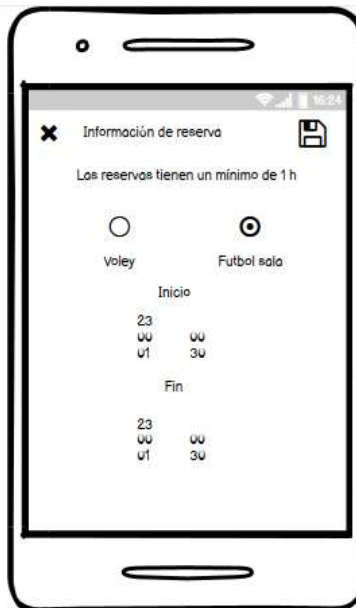 16:24
Información de reserva
Las reservas tienen un mínimo de 1 h
Voley Futbol sala
Inicio
23
00 00
01 30
Fin
23
00 00
01 30